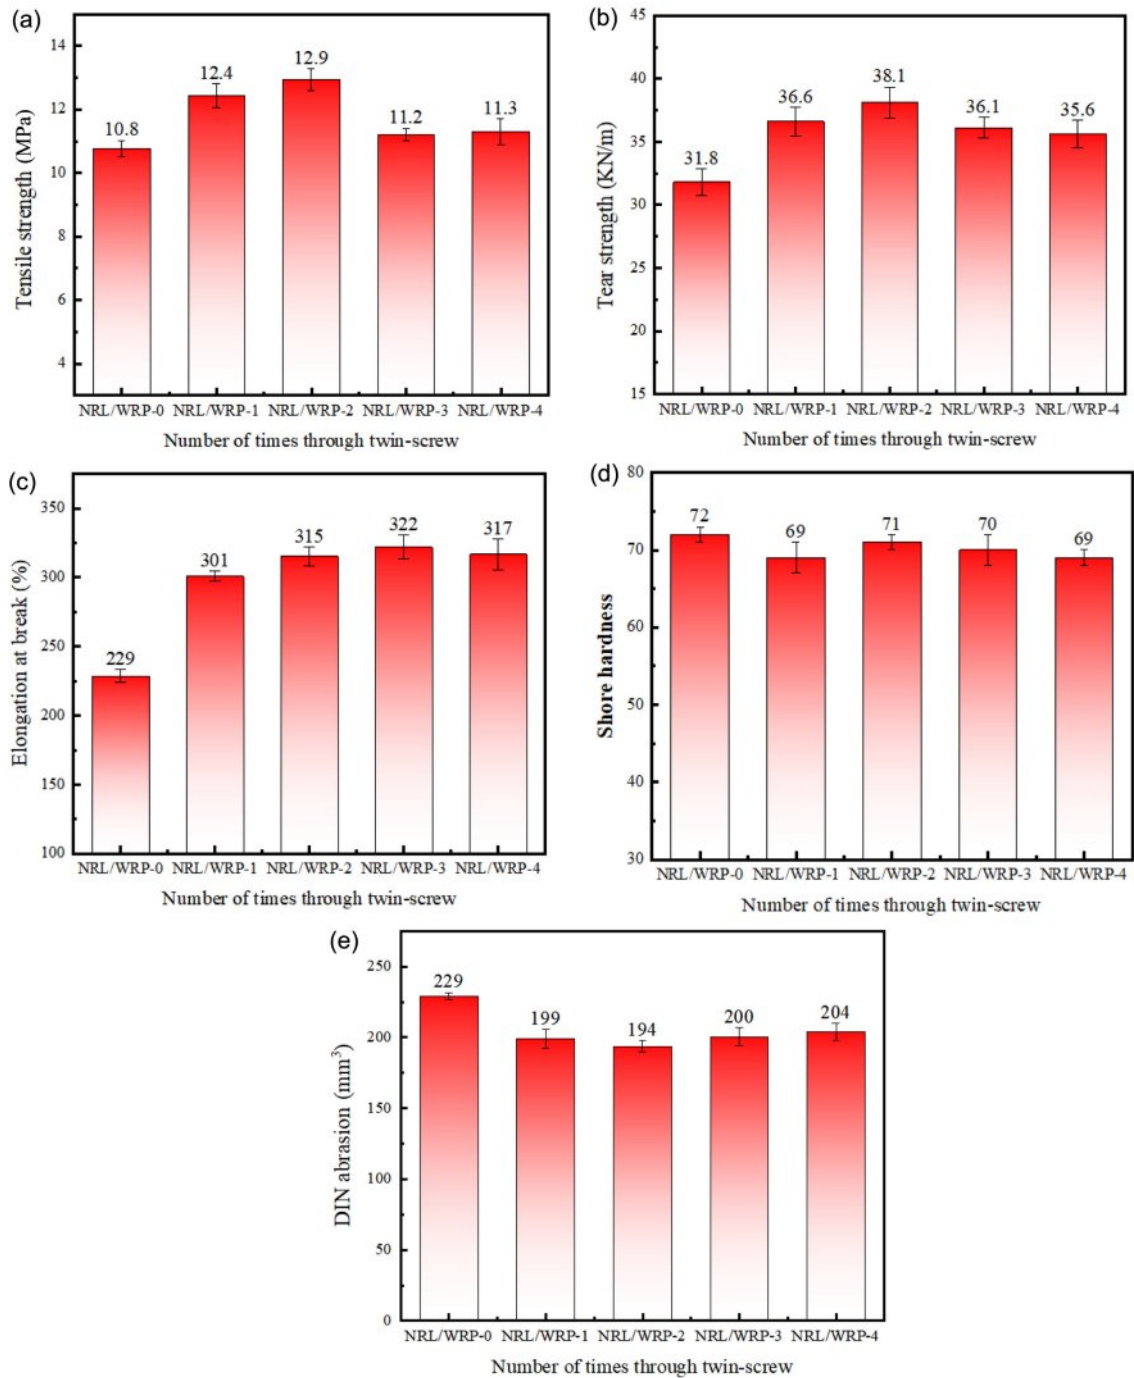 (a)
Tensile strength (MPa)
14
12
10
8
6
4
10.8
12.4
12.9
11.2
11.3
NRL/WRP-0 NRL/WRP-1 NRL/WRP-2 NRL/WRP-3 NRL/WRP-4
Number of times through twin-screw
(b)
Tear strength (KN/m)
45
40
35
30
25
20
15
31.8
36.6
38.1
36.1
35.6
NRL/WRP-0 NRL/WRP-1 NRL/WRP-2 NRL/WRP-3 NRL/WRP-4
Number of times through twin-screw
(c)
Elongation at break (%)
350
300
250
200
150
100
229
301
315
322
317
NRL/WRP-0 NRL/WRP-1 NRL/WRP-2 NRL/WRP-3 NRL/WRP-4
Number of times through twin-screw
(d)
Shore hardness
80
70
60
50
40
30
72
69
71
70
69
NRL/WRP-0 NRL/WRP-1 NRL/WRP-2 NRL/WRP-3 NRL/WRP-4
Number of times through twin-screw
(e)
DIN abrasion (mm³)
250
200
150
100
50
0
229
199
194
200
204
NRL/WRP-0 NRL/WRP-1 NRL/WRP-2 NRL/WRP-3 NRL/WRP-4
Number of times through twin-screw